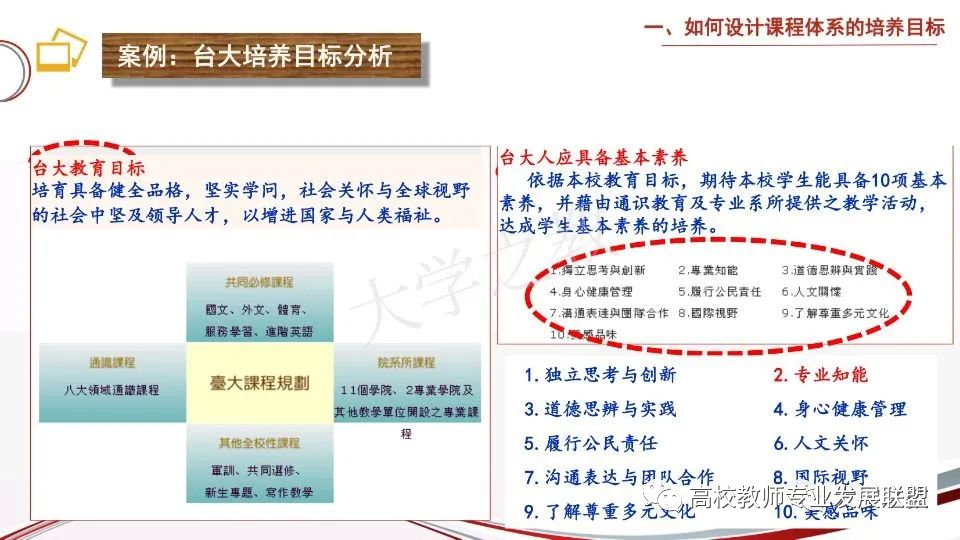 一、如何设计课程体系的培养目标
案例：台大培养目标分析
台大教育目标
培育具备健全品格，坚实学问，社会关怀与全球视野
的社会中坚及领导人才，以增进国家与人类福祉。
共同必修課程
國文、外文、體育、
服務學習、進階英語
通識課程
八大領域通識課程
臺大課程規劃
院系所課程
11個學院、2專業學院及
其他教學單位開設之專業課
程
其他全校性課程
軍訓、共同選修、
新生專題、寫作教學
台大人应具备基本素养
依据本校教育目标，期待本校学生能具备10项基本
素养，并藉由通识教育及专业系所提供之教学活动，
达成学生基本素养的培养。
1.獨立思考與創新 2.專業知能 3.道德思辨與實踐
4.身心健康管理 5.履行公民責任 6.人文關懷
7.溝通表達與團隊合作 8.國際視野 9.了解尊重多元文化
10.美感品味
1.独立思考与创新 2.专业知能
3.道德思辨与实践 4.身心健康管理
5.履行公民责任 6.人文关怀
7.沟通表达与团队合作 8.国际视野
9.了解尊重多元文化 10.美感品味
高校教师专业发展联盟
大学之